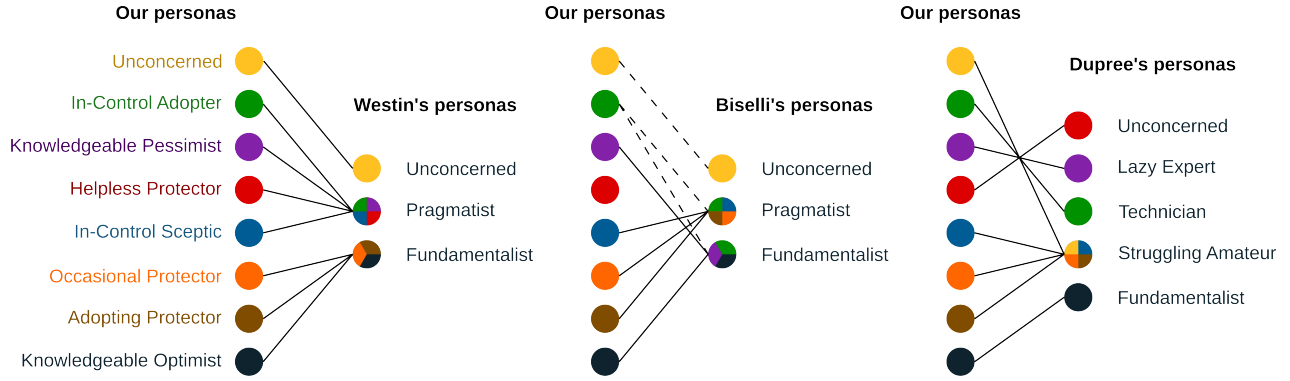 Our personas
Unconcerned
In-Control Adopter
Knowledgeable Pessimist
Helpless Protector
In-Control Sceptic
Occasional Protector
Adopting Protector
Knowledgeable Optimist
Westin's personas
Unconcerned
Pragmatist
Fundamentalist
Our personas
Biselli's personas
Unconcerned
Pragmatist
Fundamentalist
Our personas
Dupree's personas
Unconcerned
Lazy Expert
Technician
Struggling Amateur
Fundamentalist